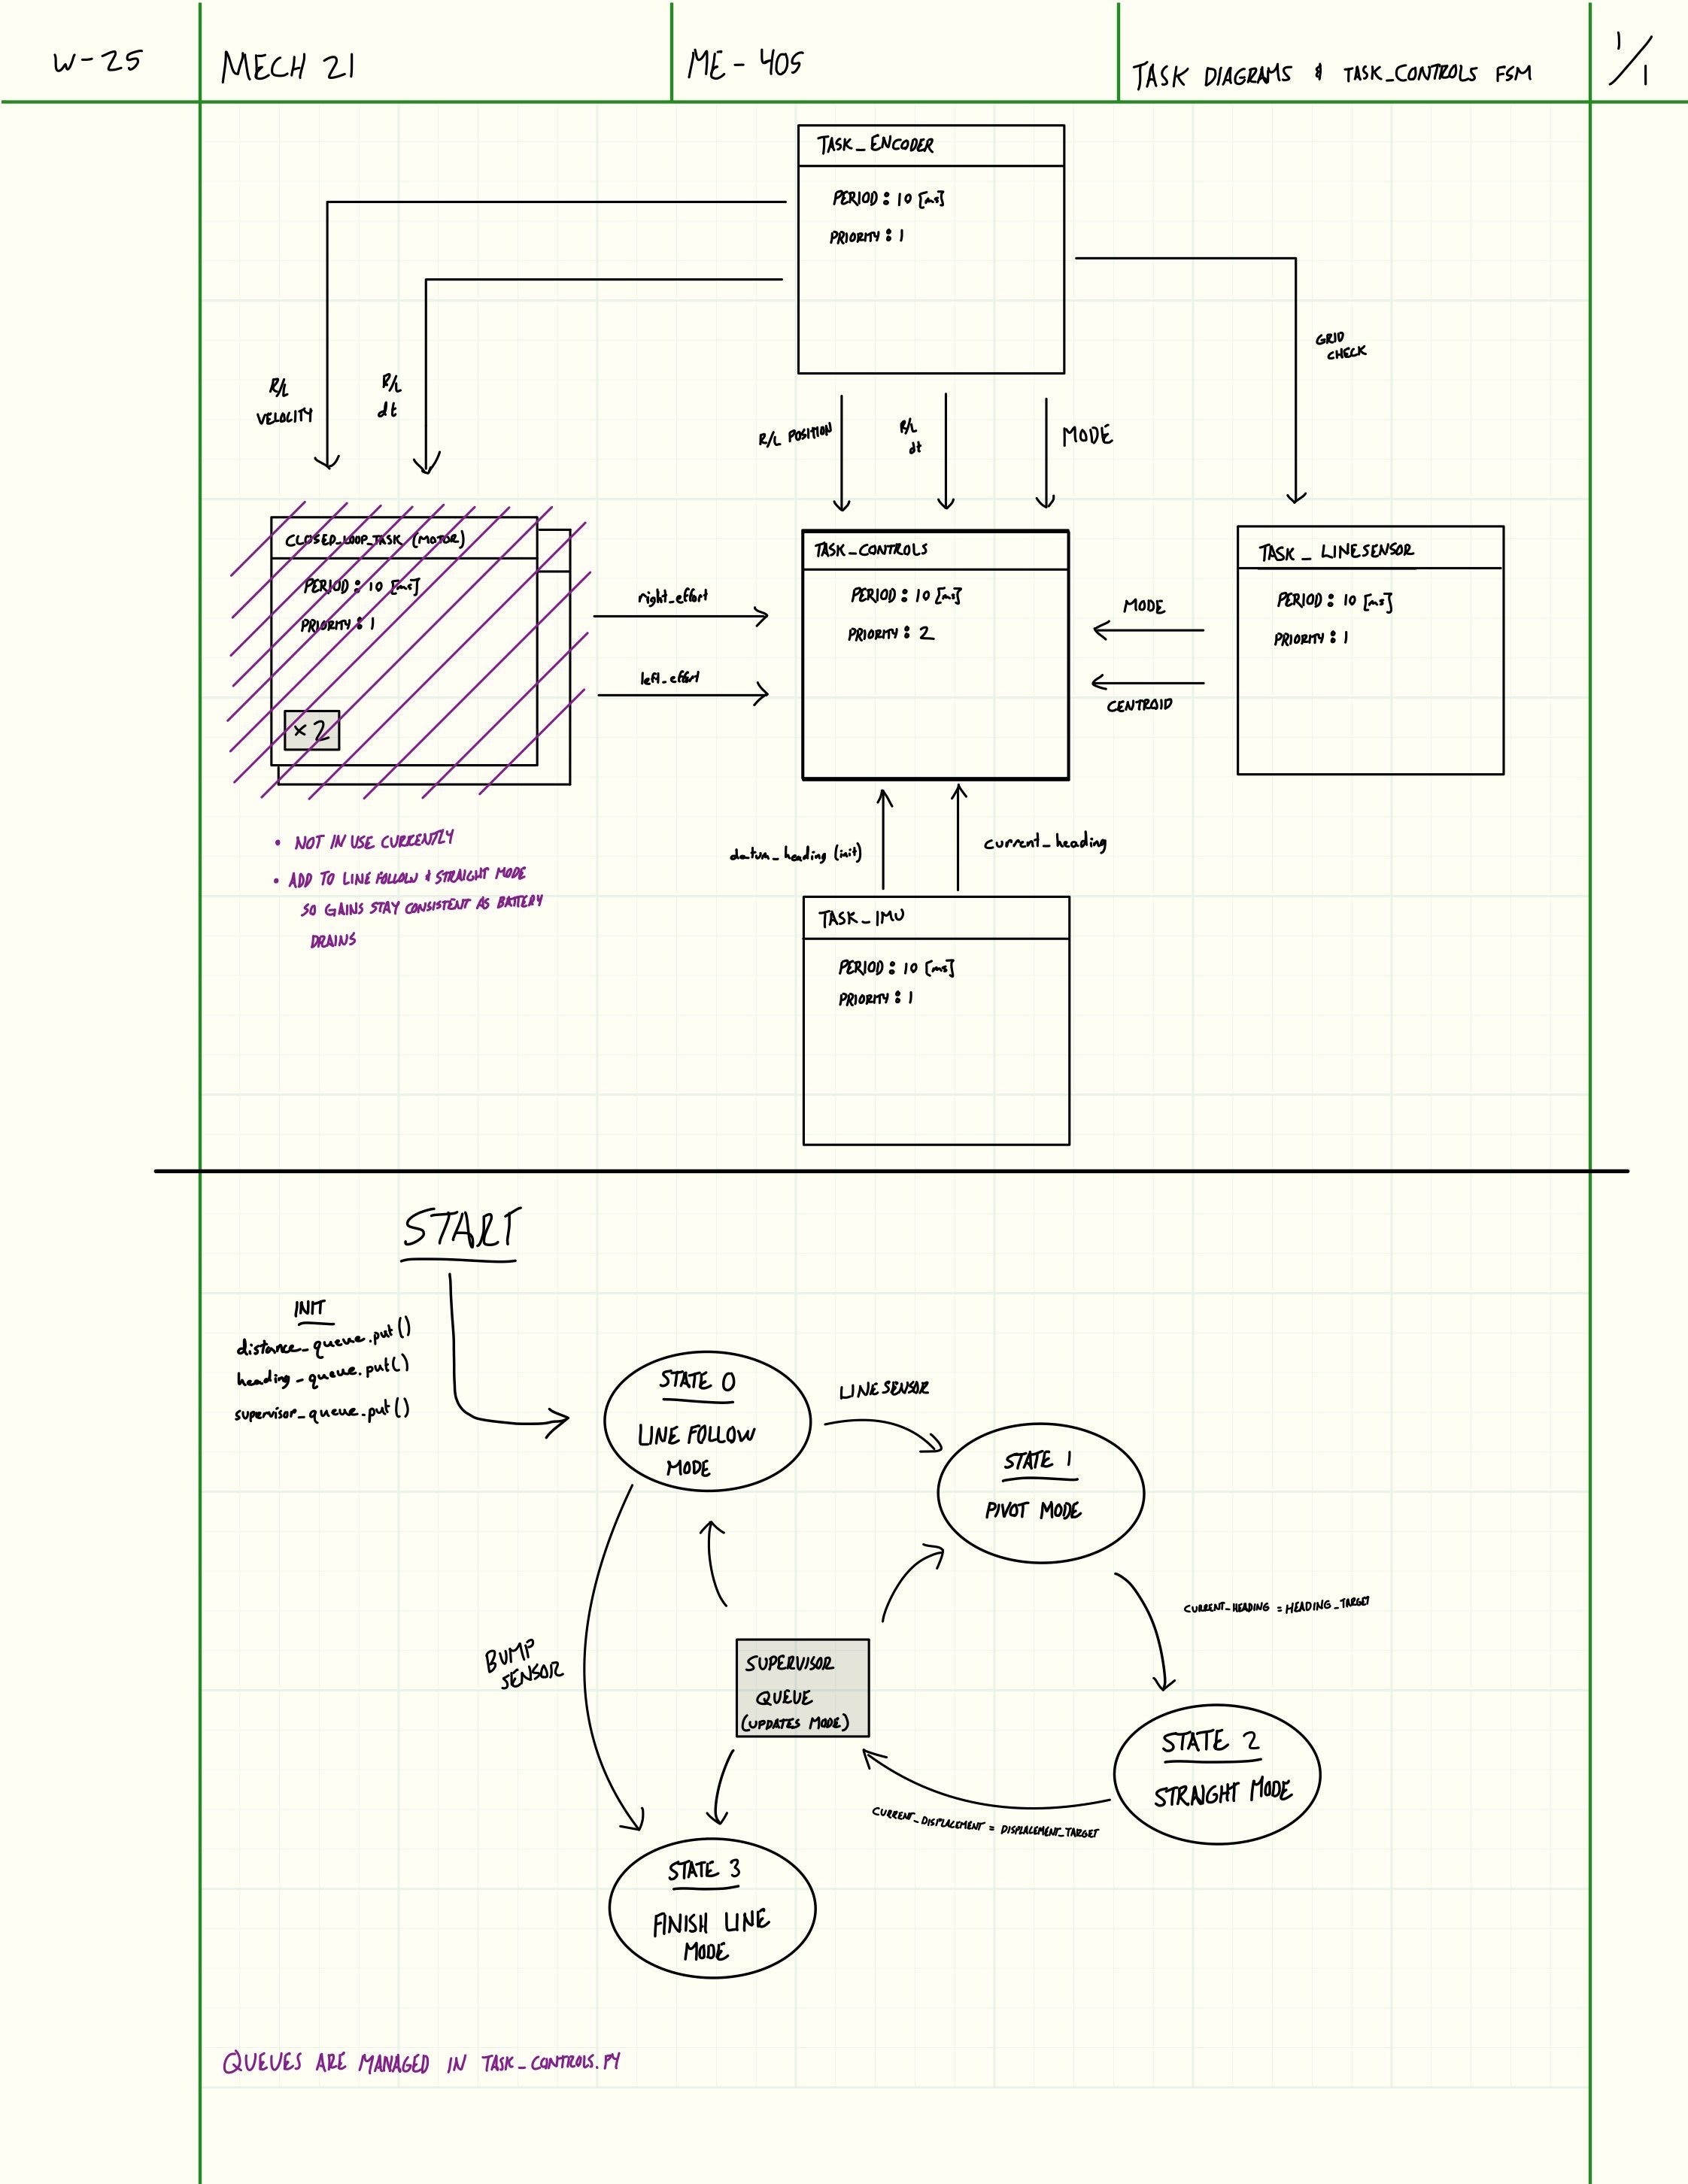 W-25
MECH 21
ME-405
TASK DIAGRAMS & TASK_CONTROLS FSM
1/1
TASK_ENCODER
PERIOD: 10 [ms]
PRIORITY: 1
R/L
VELOCITY
R/L
dt
R/L POSITION
R/L
dt
MODE
GRID
CHECK
CLOSED_LOOP_TASK (MOTOR)
PERIOD: 10 [ms]
PRIORITY: 1
×2
right_effort
left_effort
TASK_CONTROLS
PERIOD: 10 [ms]
PRIORITY: 2
MODE
CENTROID
TASK_LINESENSOR
PERIOD: 10 [ms]
PRIORITY: 1
• NOT IN USE CURRENTLY
• ADD TO LINE FOLLOW & STRAIGHT MODE
SO GAINS STAY CONSISTENT AS BATTERY
DRAINS
datum_heading (init)
current_heading
TASK_IMU
PERIOD: 10 [ms]
PRIORITY: 1
START
INIT
distance_queue.put()
heading_queue.put()
supervisor_queue.put()
STATE 0
LINE FOLLOW
MODE
LINE SENSOR
STATE 1
PIVOT MODE
CURRENT_HEADING = HEADING_TARGET
BUMP
SENSOR
SUPERVISOR
QUEUE
(UPDATES MODE)
STATE 2
STRAIGHT MODE
CURRENT_DISPLACEMENT = DISPLACEMENT_TARGET
STATE 3
FINISH LINE
MODE
QUEUES ARE MANAGED IN TASK_CONTROLS.PY